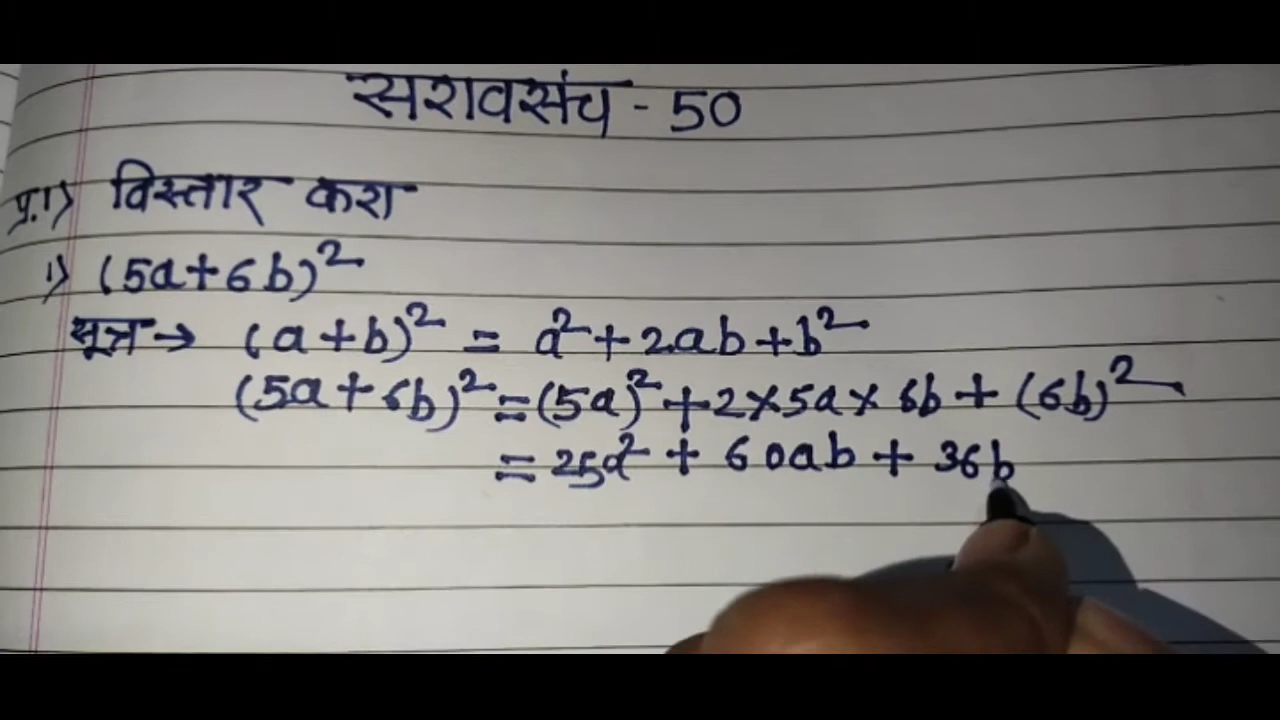 सरावसंच - 50
प्र.1) विस्तार करा
1) (5a+6b)²
सूत्र → (a+b)² = a²+2ab+b²
(5a+6b)² = (5a)²+2×5a×6b+(6b)²
= 25a² + 60ab + 36b